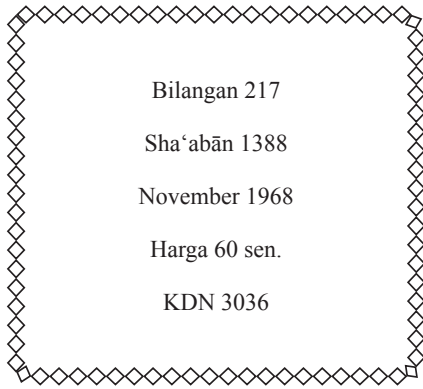 Bilangan 217
Sha‘abān 1388
November 1968
Harga 60 sen.
KDN 3036